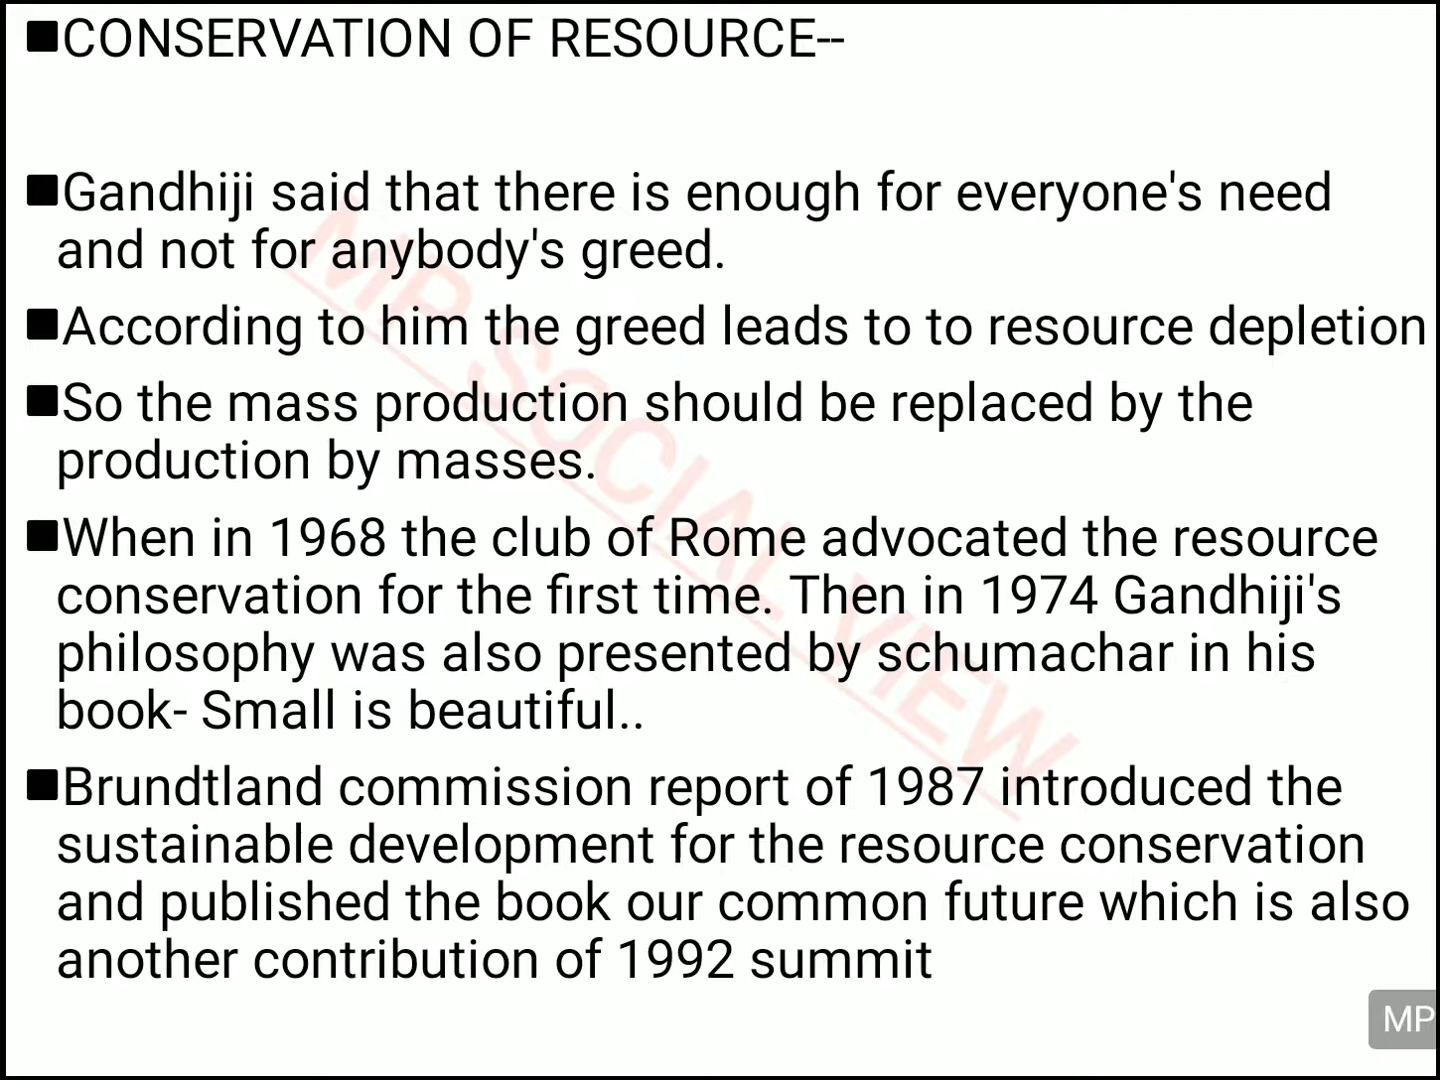 ■CONSERVATION OF RESOURCE--
■Gandhiji said that there is enough for everyone's need
and not for anybody's greed.
■According to him the greed leads to to resource depletion
■So the mass production should be replaced by the
production by masses.
■When in 1968 the club of Rome advocated the resource
conservation for the first time. Then in 1974 Gandhiji's
philosophy was also presented by schumachar in his
book- Small is beautiful..
■Brundtland commission report of 1987 introduced the
sustainable development for the resource conservation
and published the book our common future which is also
another contribution of 1992 summit
MP SOCIAL VIEW
MP